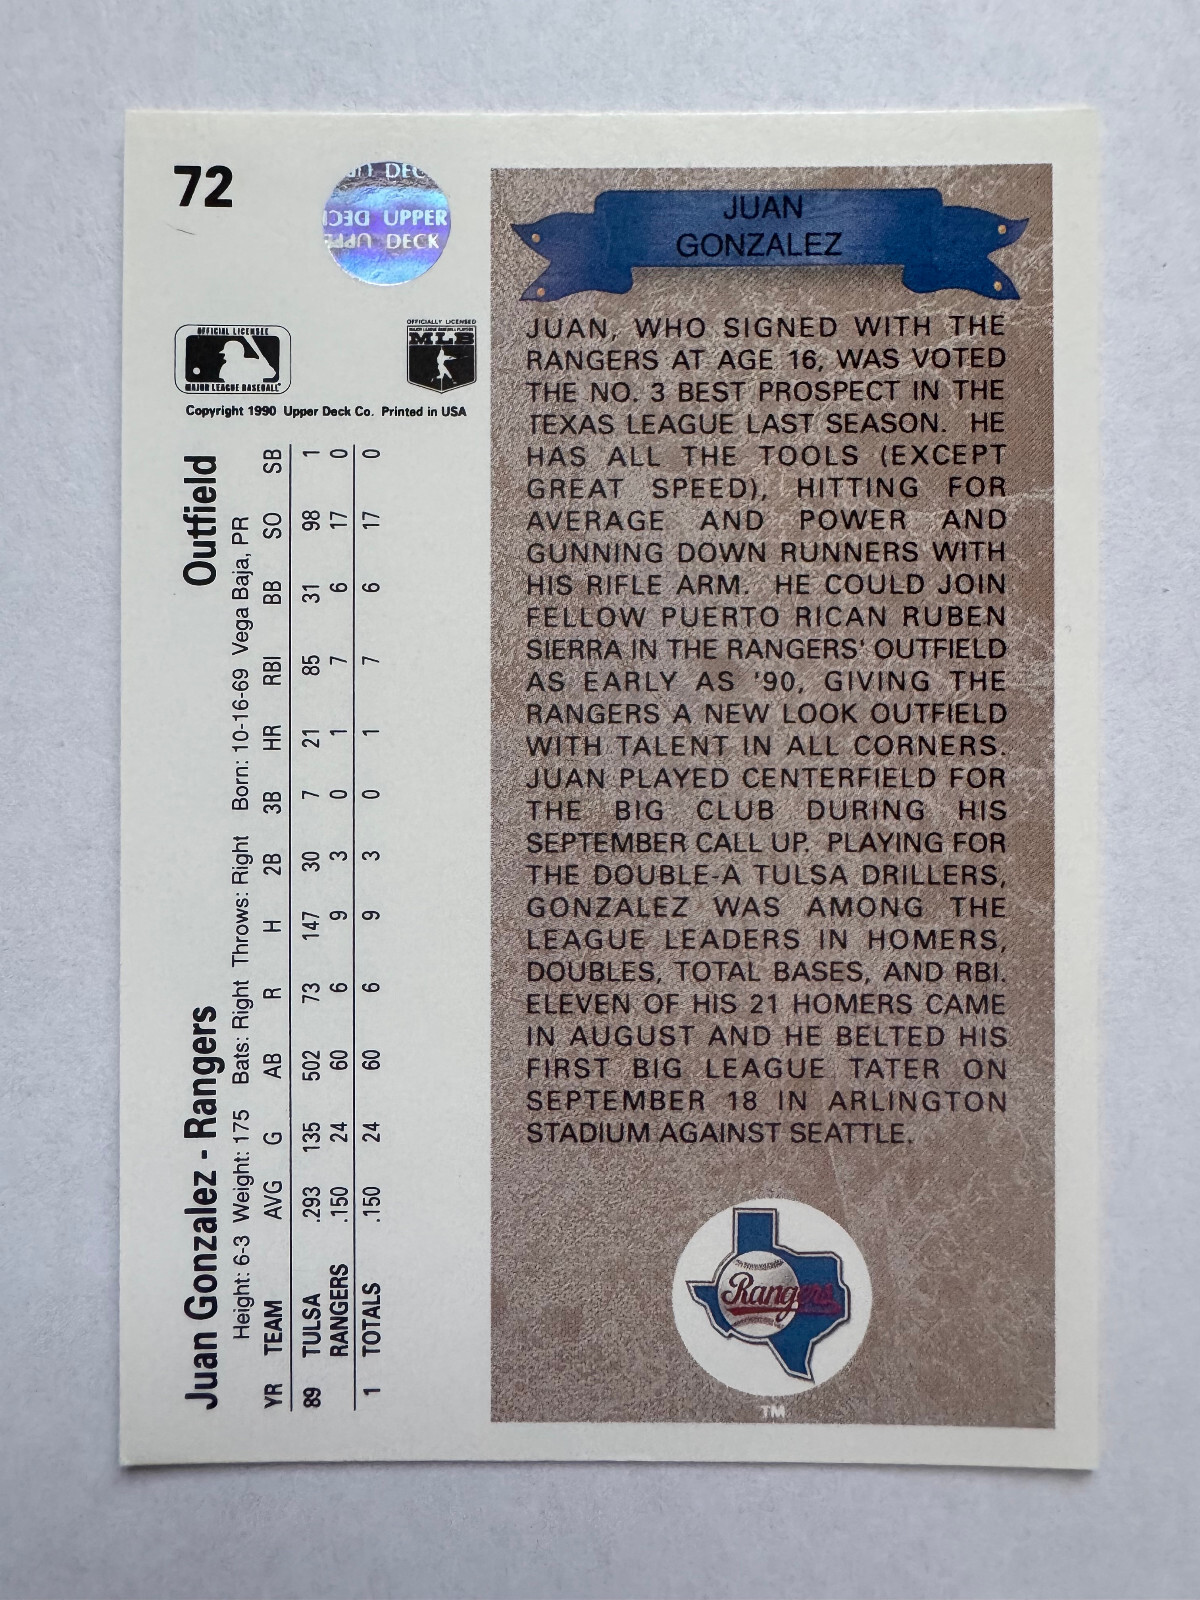 72
UPPER DECK
DECK UPPER
UPPER DECK
OFFICIAL LICENSEE
MAJOR LEAGUE BASEBALL
OFFICIALLY LICENSED
MAJOR LEAGUE BASEBALL PLAYERS
MLB
Copyright 1990 Upper Deck Co. Printed in USA
Juan Gonzalez - Rangers Outfield
Height: 6-3 Weight: 175 Bats: Right Throws: Right Born: 10-16-69 Vega Baja, PR
YR TEAM AVG G AB R H 2B 3B HR RBI BB SO SB
89 TULSA .293 135 502 73 147 30 7 21 85 31 98 1
RANGERS .150 24 60 6 9 3 0 1 7 6 17 0
1 TOTALS .150 24 60 6 9 3 0 1 7 6 17 0
JUAN
GONZALEZ
JUAN, WHO SIGNED WITH THE
RANGERS AT AGE 16, WAS VOTED
THE NO. 3 BEST PROSPECT IN THE
TEXAS LEAGUE LAST SEASON. HE
HAS ALL THE TOOLS (EXCEPT
GREAT SPEED), HITTING FOR
AVERAGE AND POWER AND
GUNNING DOWN RUNNERS WITH
HIS RIFLE ARM. HE COULD JOIN
FELLOW PUERTO RICAN RUBEN
SIERRA IN THE RANGERS' OUTFIELD
AS EARLY AS '90, GIVING THE
RANGERS A NEW LOOK OUTFIELD
WITH TALENT IN ALL CORNERS.
JUAN PLAYED CENTERFIELD FOR
THE BIG CLUB DURING HIS
SEPTEMBER CALL UP. PLAYING FOR
THE DOUBLE-A TULSA DRILLERS,
GONZALEZ WAS AMONG THE
LEAGUE LEADERS IN HOMERS,
DOUBLES, TOTAL BASES, AND RBI.
ELEVEN OF HIS 21 HOMERS CAME
IN AUGUST AND HE BELTED HIS
FIRST BIG LEAGUE TATER ON
SEPTEMBER 18 IN ARLINGTON
STADIUM AGAINST SEATTLE.
Rangers
TM